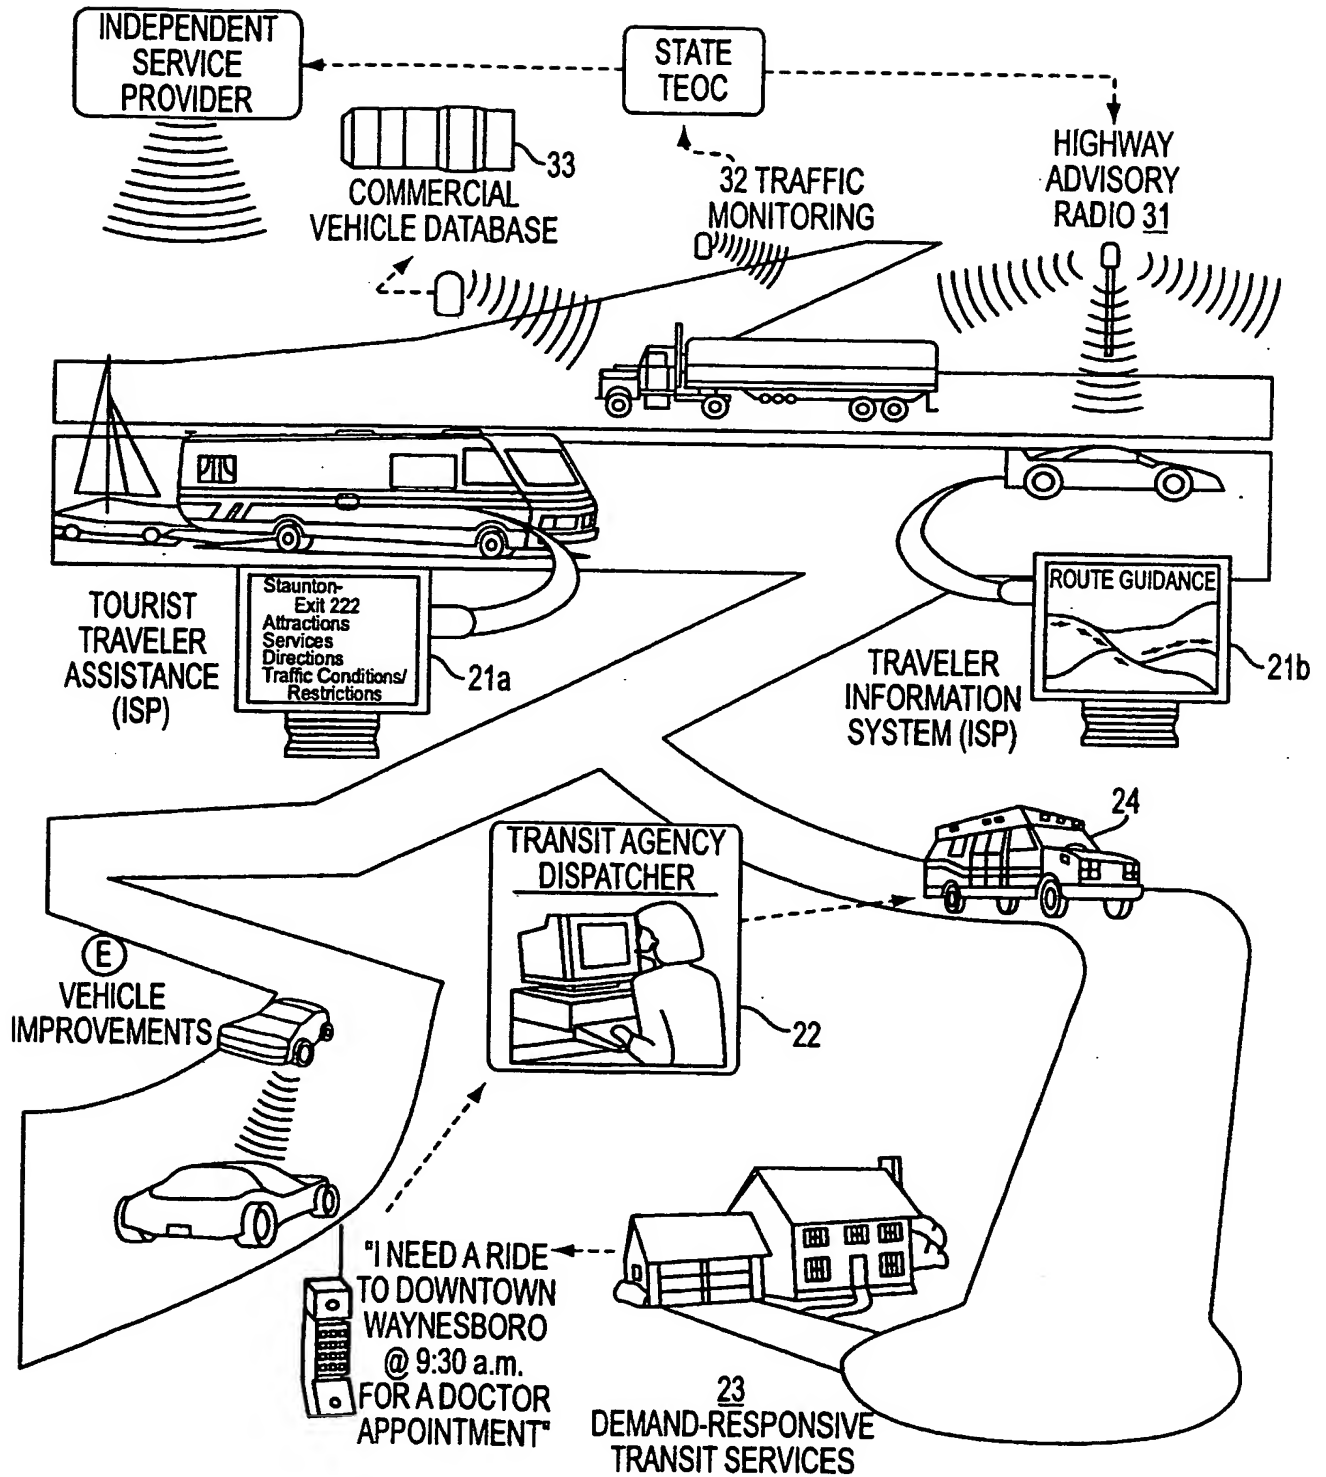 INDEPENDENT
SERVICE
PROVIDER
STATE
TEOC
33
COMMERCIAL
VEHICLE DATABASE
32 TRAFFIC
MONITORING
HIGHWAY
ADVISORY
RADIO 31
TOURIST
TRAVELER
ASSISTANCE
(ISP)
Staunton-
Exit 222
Attractions
Services
Directions
Traffic Conditions/
Restrictions
21a
TRAVELER
INFORMATION
SYSTEM (ISP)
ROUTE GUIDANCE
21b
24
TRANSIT AGENCY
DISPATCHER
22
E
VEHICLE
IMPROVEMENTS
"I NEED A RIDE
TO DOWNTOWN
WAYNESBORO
@ 9:30 a.m.
FOR A DOCTOR
APPOINTMENT"
23
DEMAND-RESPONSIVE
TRANSIT SERVICES